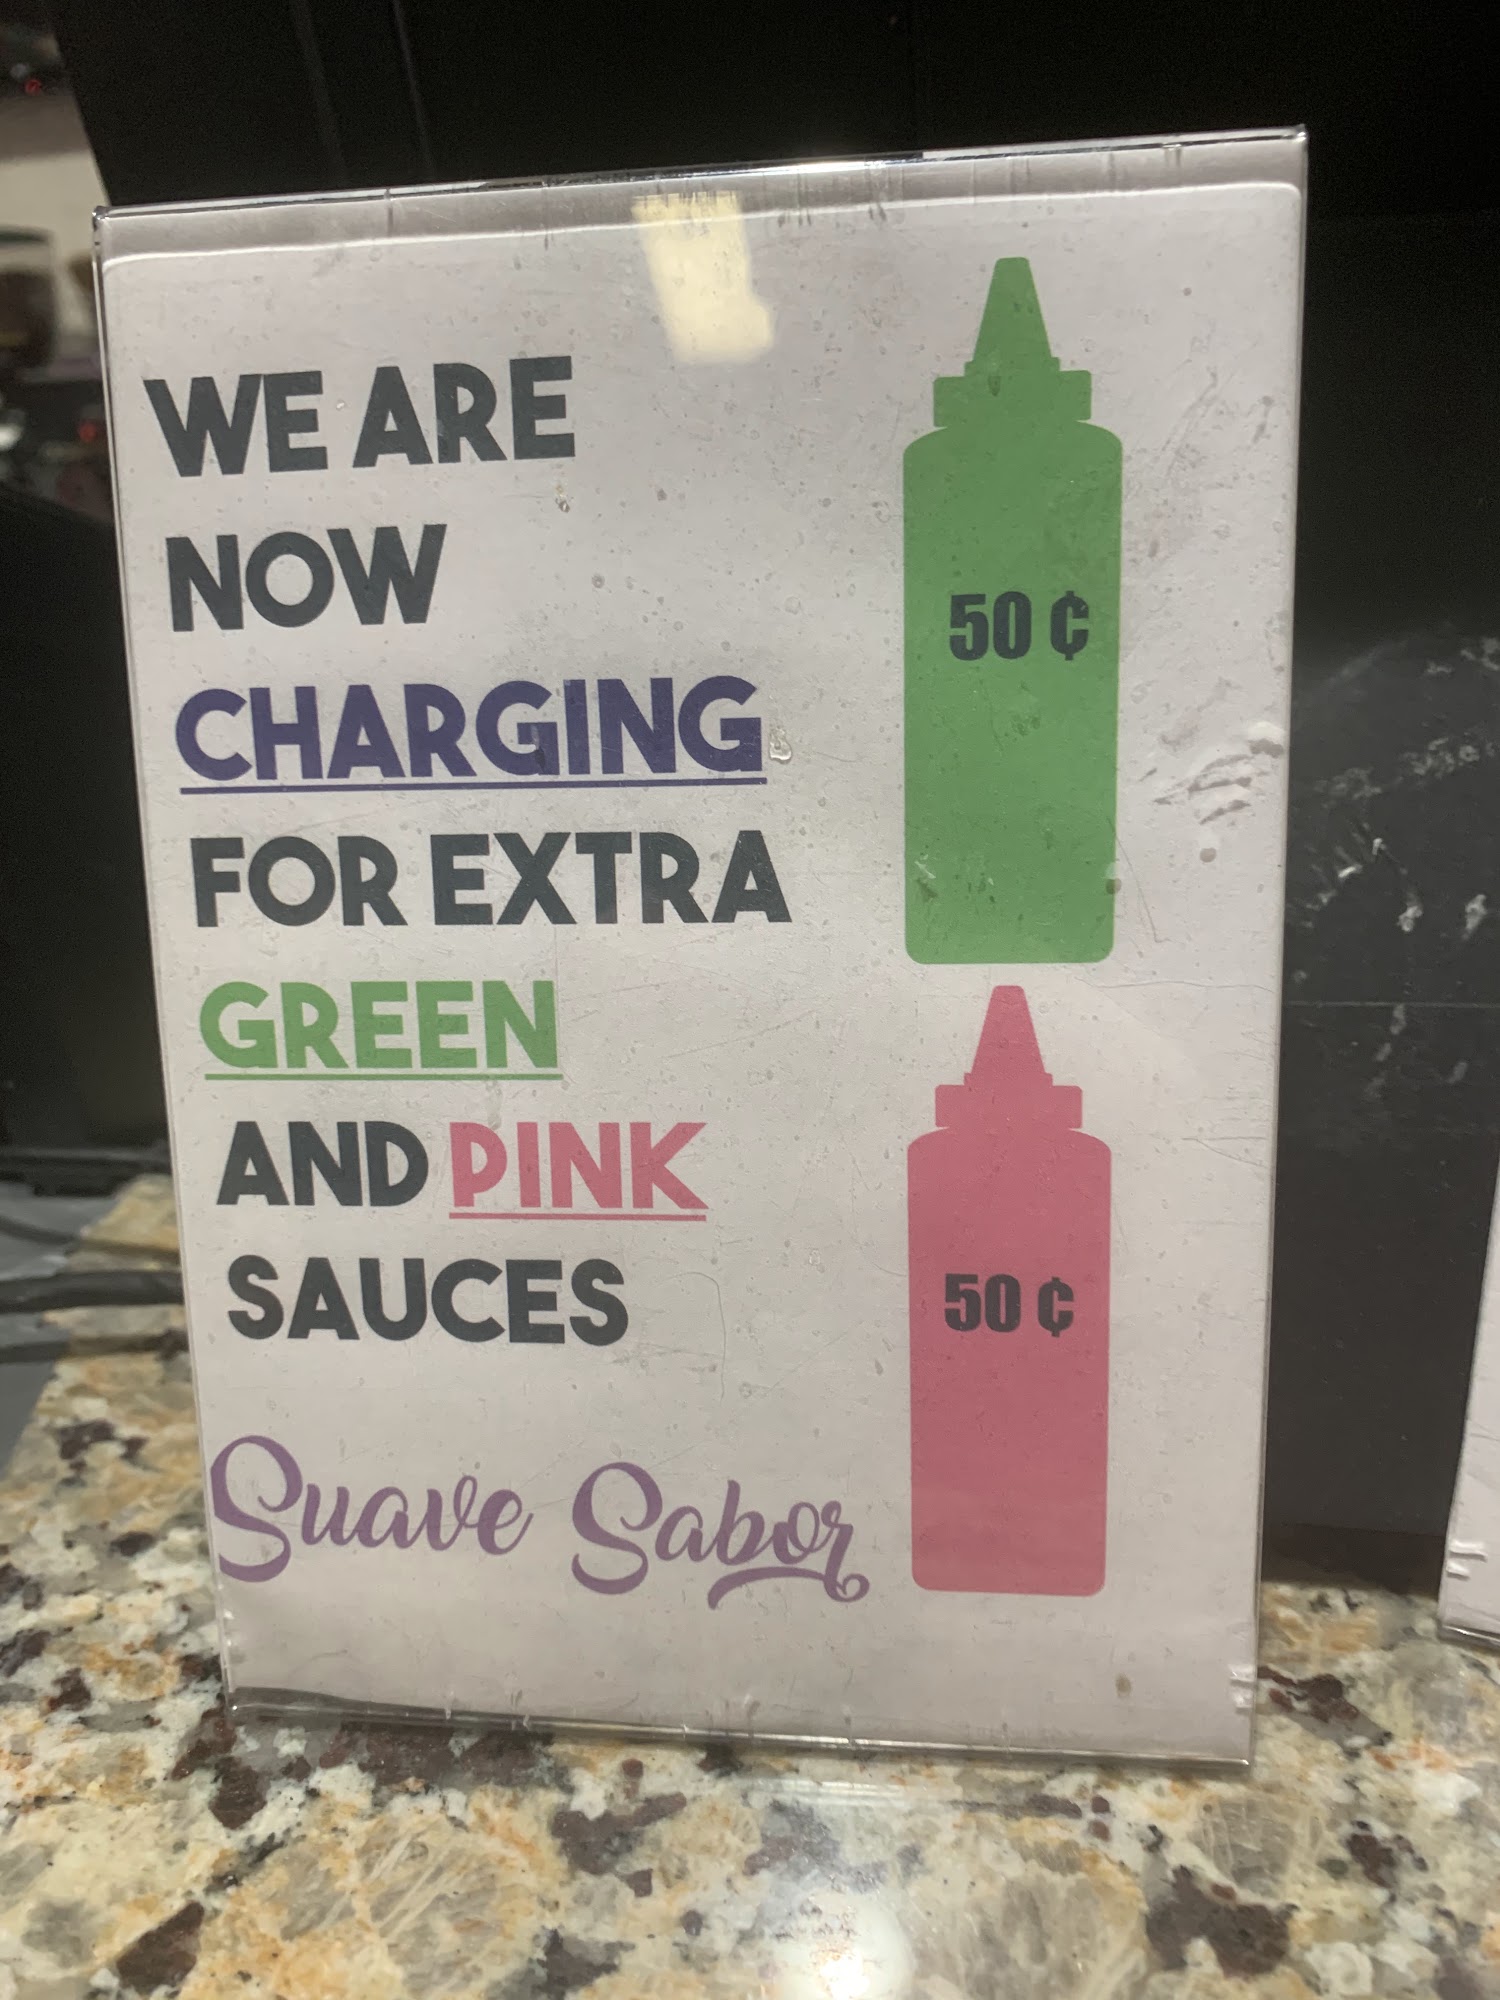 WE ARE
NOW
CHARGING
FOR EXTRA
GREEN
AND PINK
SAUCES
Suave Sabor
50 ¢
50 ¢